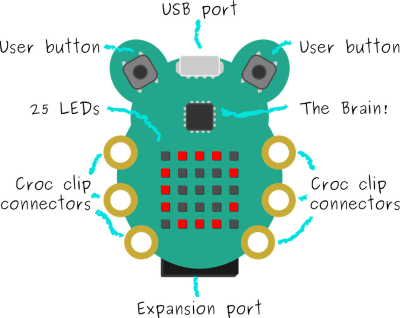 USB port
User button
User button
25 LEDs
The Brain!
Croc clip
connectors
Croc clip
connectors
Expansion port